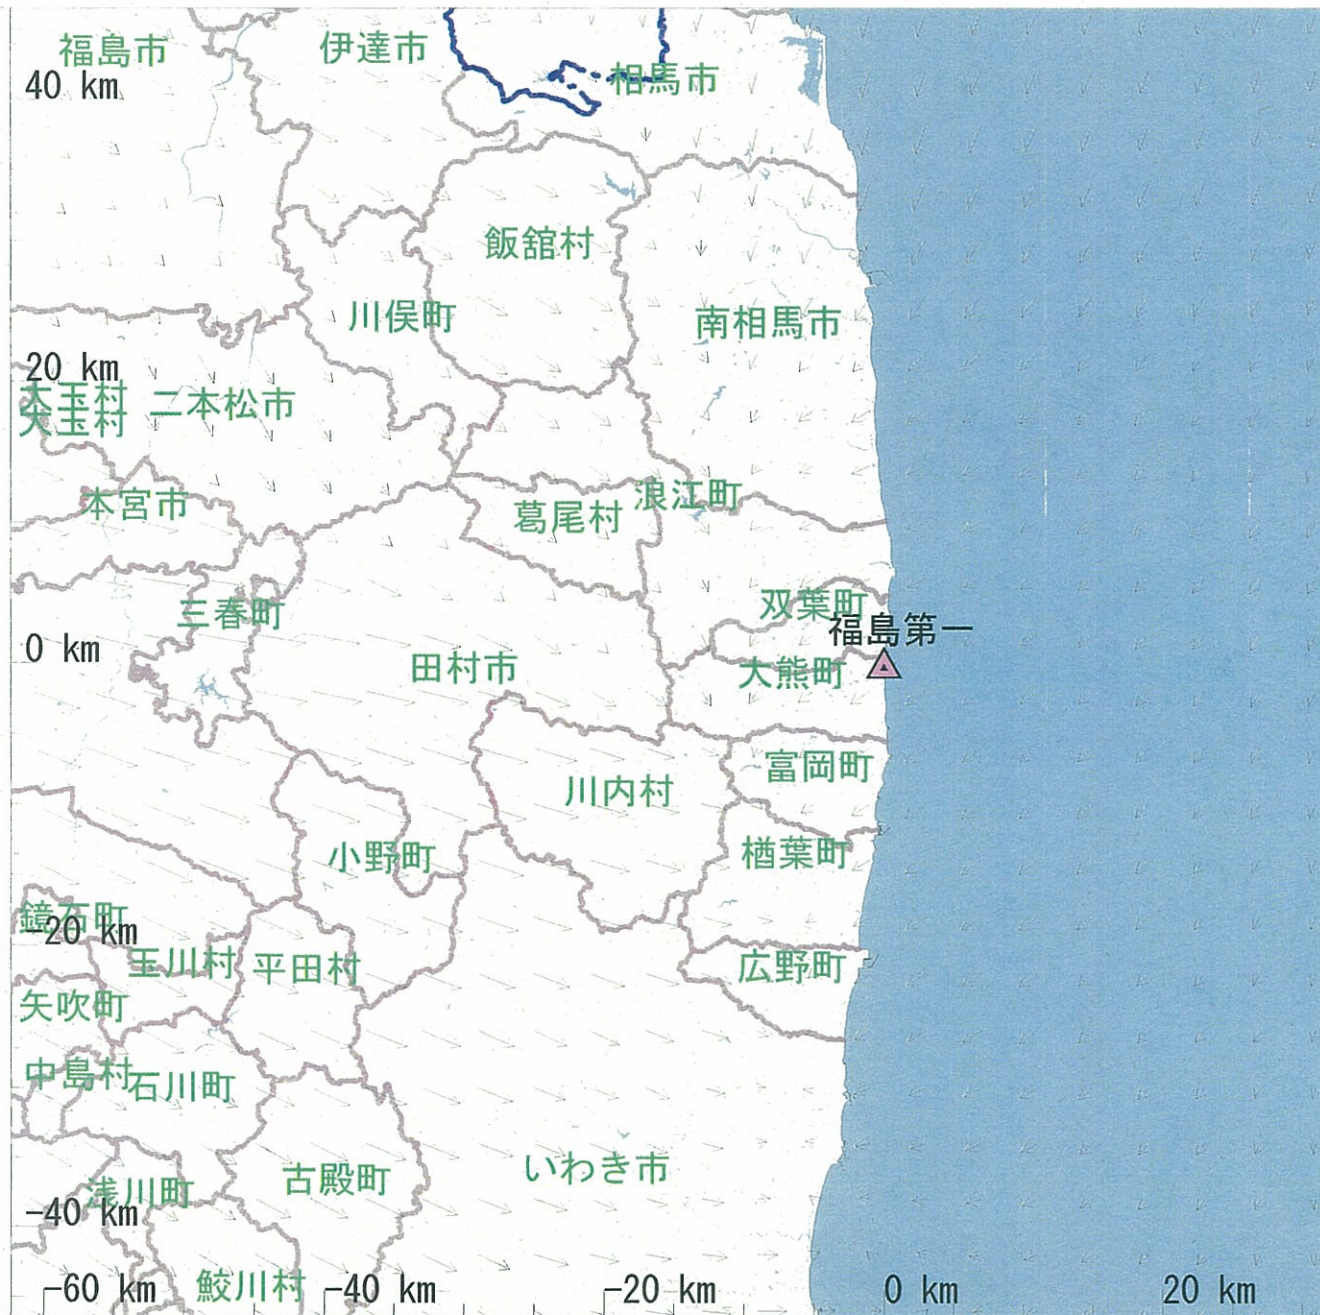 福島市
伊達市
相馬市
40 km
飯舘村
川俣町
南相馬市
20 km
大玉村
大玉村
二本松市
本宮市
浪江町
葛尾村
双葉町
三春町
福島第一
0 km
田村市
大熊町
富岡町
川内村
楢葉町
小野町
鏡石町
-20 km
玉川村
平田村
広野町
矢吹町
中島村
石川町
いわき市
古殿町
浅川町
-40 km
鮫川村
-60 km
-40 km
-20 km
0 km
20 km